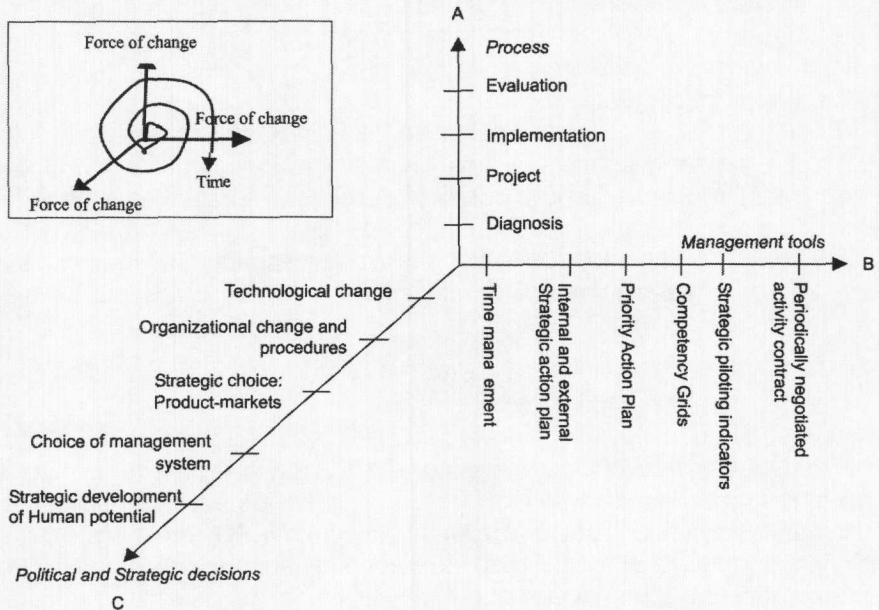 Force of change
Force of change
Time
Force of change
A
Process
Evaluation
Implementation
Project
Diagnosis
Management tools
B
Time mana ement
Internal and external
Strategic action plan
Priority Action Plan
Competency Grids
Strategic piloting indicators
Periodically negotiated
activity contract
Technological change
Organizational change and
procedures
Strategic choice:
Product-markets
Choice of management
system
Strategic development
of Human potential
Political and Strategic decisions
C